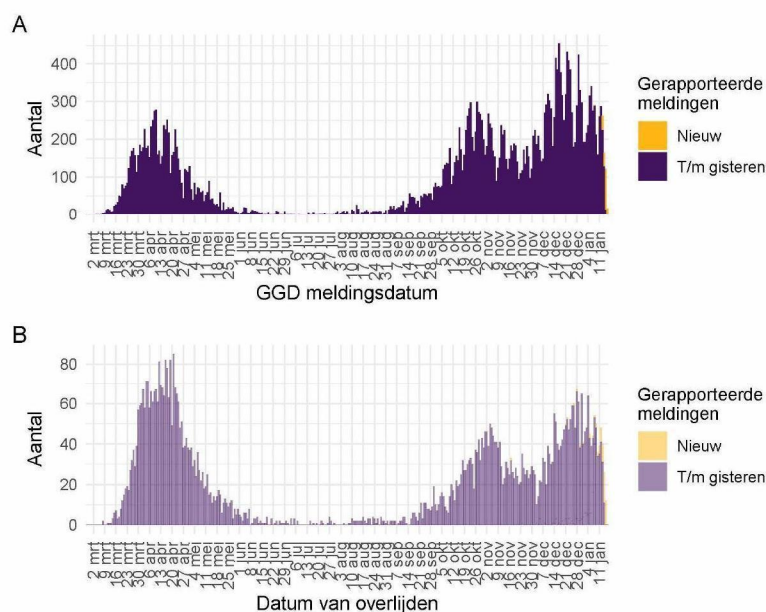 A
Aantal
400
300
200
100
0
2 mrt
9 mrt
16 mrt
23 mrt
30 mrt
6 apr
13 apr
20 apr
27 apr
4 mei
11 mei
18 mei
25 mei
1 jun
8 jun
15 jun
22 jun
29 jun
6 jul
13 jul
20 jul
27 jul
3 aug
10 aug
17 aug
24 aug
31 aug
7 sep
14 sep
21 sep
28 sep
5 okt
12 okt
19 okt
26 okt
2 nov
9 nov
16 nov
23 nov
30 nov
7 dec
14 dec
21 dec
28 dec
4 jan
11 jan
GGD meldingsdatum
Gerapporteerde
meldingen
Nieuw
T/m gisteren
B
Aantal
80
60
40
20
0
2 mrt
9 mrt
16 mrt
23 mrt
30 mrt
6 apr
13 apr
20 apr
27 apr
4 mei
11 mei
18 mei
25 mei
1 jun
8 jun
15 jun
22 jun
29 jun
6 jul
13 jul
20 jul
27 jul
3 aug
10 aug
17 aug
24 aug
31 aug
7 sep
14 sep
21 sep
28 sep
5 okt
12 okt
19 okt
26 okt
2 nov
9 nov
16 nov
23 nov
30 nov
7 dec
14 dec
21 dec
28 dec
4 jan
11 jan
Datum van overlijden
Gerapporteerde
meldingen
Nieuw
T/m gisteren